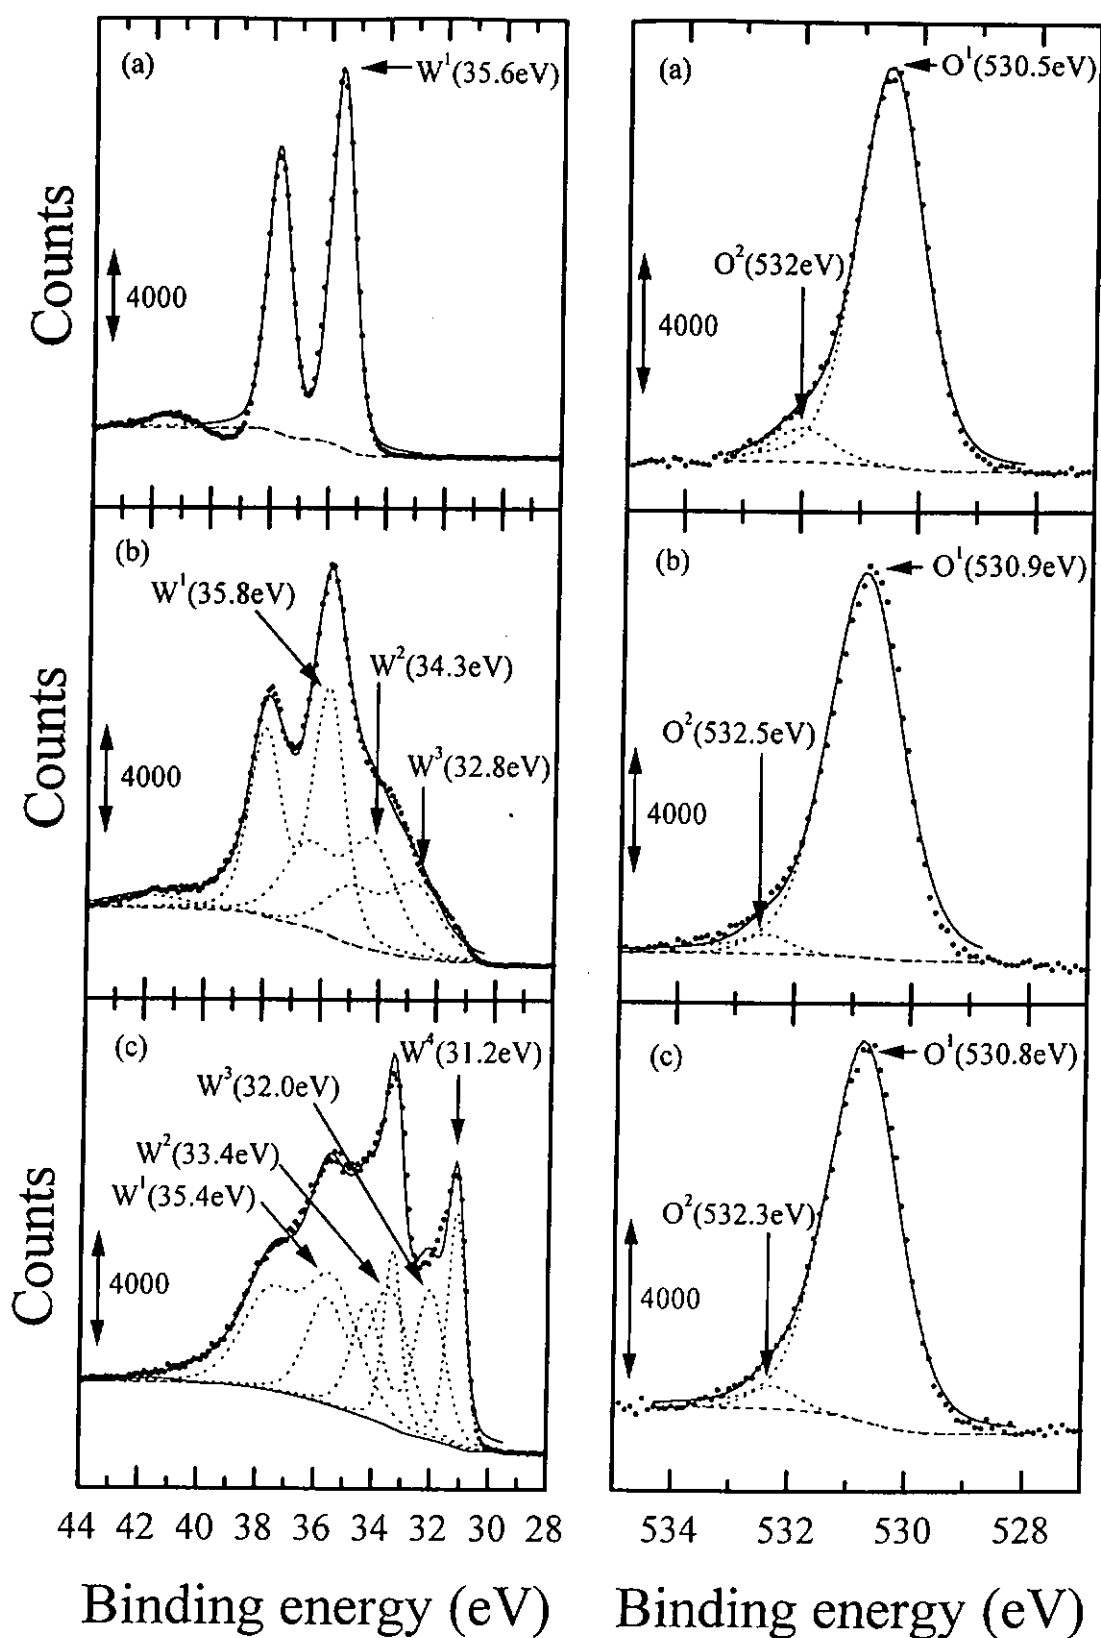 (a)
W¹(35.6eV)
4000
Counts
(b)
W¹(35.8eV)
W²(34.3eV)
W³(32.8eV)
4000
Counts
(c)
W⁴(31.2eV)
W³(32.0eV)
W²(33.4eV)
W¹(35.4eV)
4000
Counts
44 42 40 38 36 34 32 30 28
Binding energy (eV)
(a)
O¹(530.5eV)
O²(532eV)
4000
(b)
O¹(530.9eV)
O²(532.5eV)
4000
(c)
O¹(530.8eV)
O²(532.3eV)
4000
534 532 530 528
Binding energy (eV)